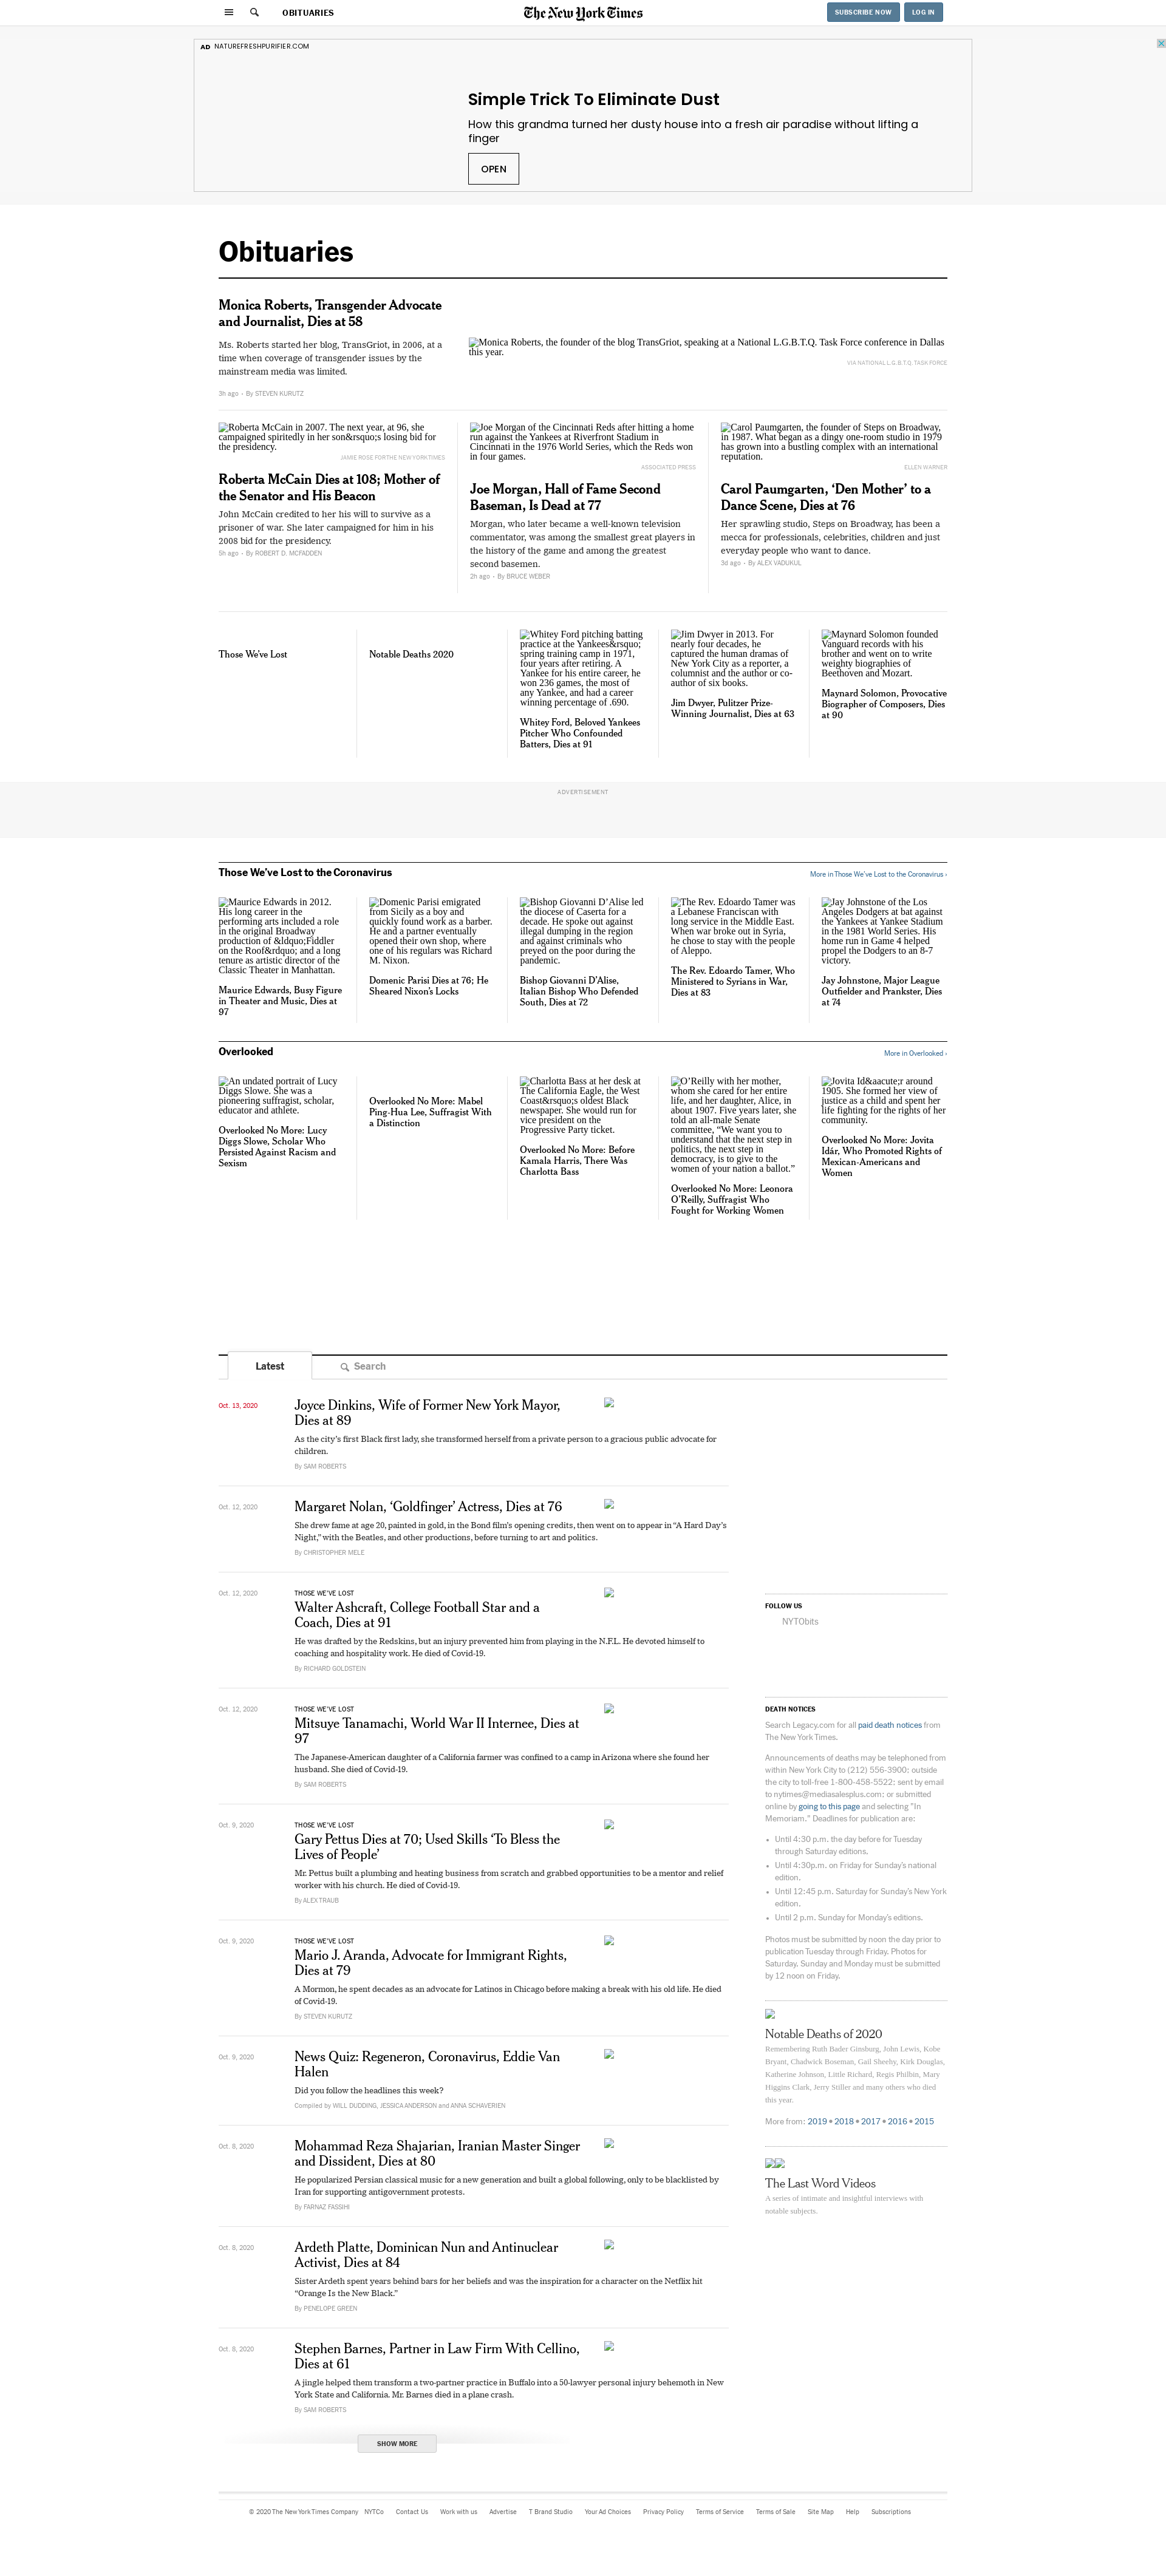 OBITUARIES
The New York Times
SUBSCRIBE NOW
LOG IN
AD NATUREFRESHPURIFIER.COM
Simple Trick To Eliminate Dust
How this grandma turned her dusty house into a fresh air paradise without lifting a
finger
OPEN
Obituaries
Monica Roberts, Transgender Advocate
and Journalist, Dies at 58
Ms. Roberts started her blog, TransGriot, in 2006, at a
time when coverage of transgender issues by the
mainstream media was limited.
3h ago · By STEVEN KURUTZ
Monica Roberts, the founder of the blog TransGriot, speaking at a National L.G.B.T.Q. Task Force conference in Dallas
this year.
VIA NATIONAL L.G.B.T.Q. TASK FORCE
Roberta McCain in 2007. The next year, at 96, she
campaigned spiritedly in her son&rsquo;s losing bid for
the presidency.
JAMIE ROSE FOR THE NEW YORK TIMES
Roberta McCain Dies at 108; Mother of
the Senator and His Beacon
John McCain credited to her his will to survive as a
prisoner of war. She later campaigned for him in his
2008 bid for the presidency.
5h ago · By ROBERT D. MCFADDEN
Joe Morgan of the Cincinnati Reds after hitting a home
run against the Yankees at Riverfront Stadium in
Cincinnati in the 1976 World Series, which the Reds won
in four games.
ASSOCIATED PRESS
Joe Morgan, Hall of Fame Second
Baseman, Is Dead at 77
Morgan, who later became a well-known television
commentator, was among the smallest great players in
the history of the game and among the greatest
second basemen.
2h ago · By BRUCE WEBER
Carol Paumgarten, the founder of Steps on Broadway,
in 1987. What began as a dingy one-studio room in 1979
has grown into a bustling complex with an international
reputation.
ELLEN WARNER
Carol Paumgarten, ‘Den Mother’ to a
Dance Scene, Dies at 76
Her sprawling studio, Steps on Broadway, has been a
mecca for professionals, celebrities, children and just
everyday people who want to dance.
3d ago · By ALEX VADUKUL
Those We've Lost
Notable Deaths 2020
Whitey Ford pitching batting
practice at the Yankees&rsquo;
spring training camp in 1971,
four years after retiring. A
Yankee for his entire career, he
won 236 games, the most of
any Yankee, and had a career
winning percentage of .690.
Whitey Ford, Beloved Yankees
Pitcher Who Confounded
Batters, Dies at 91
Jim Dwyer in 2013. For
nearly four decades, he
captured the human dramas of
New York City as a reporter, a
columnist and the author or co-
author of six books.
Jim Dwyer, Pulitzer Prize-
Winning Journalist, Dies at 63
Maynard Solomon founded
Vanguard records with his
brother and went on to write
weighty biographies of
Beethoven and Mozart.
Maynard Solomon, Provocative
Biographer of Composers, Dies
at 90
ADVERTISEMENT
Those We've Lost to the Coronavirus
More in Those We've Lost to the Coronavirus ›
Maurice Edwards in 2012.
His long career in the
performing arts included a role
in the original Broadway
production of &ldquo;Fiddler
on the Roof&rdquo; and a long
tenure as artistic director of the
Classic Theater in Manhattan.
Maurice Edwards, Busy Figure
in Theater and Music, Dies at
97
Domenic Parisi emigrated
from Sicily as a boy and
quickly found work as a barber.
He and a partner eventually
opened their own shop, where
one of his regulars was Richard
M. Nixon.
Domenic Parisi Dies at 76; He
Sheared Nixon's Locks
Bishop Giovanni D’Alise led
the diocese of Caserta for a
decade. He spoke out against
illegal dumping in the region
and against criminals who
preyed on the poor during the
pandemic.
Bishop Giovanni D'Alise,
Italian Bishop Who Defended
South, Dies at 72
The Rev. Edoardo Tamer was
a Lebanese Franciscan with
long service in the Middle East.
When war broke out in Syria,
he chose to stay with the people
of Aleppo.
The Rev. Edoardo Tamer, Who
Ministered to Syrians in War,
Dies at 83
Jay Johnstone of the Los
Angeles Dodgers at bat against
the Yankees at Yankee Stadium
in the 1981 World Series. His
home run in Game 4 helped
propel the Dodgers to an 8-7
victory.
Jay Johnstone, Major League
Outfielder and Prankster, Dies
at 74
Overlooked
More in Overlooked ›
An undated portrait of Lucy
Diggs Slowe. She was a
pioneering suffragist, scholar,
educator and athlete.
Overlooked No More: Lucy
Diggs Slowe, Scholar Who
Persisted Against Racism and
Sexism
Overlooked No More: Mabel
Ping-Hua Lee, Suffragist With
a Distinction
Charlotta Bass at her desk at
The California Eagle, the West
Coast&rsquo;s oldest Black
newspaper. She would run for
vice president on the
Progressive Party ticket.
Overlooked No More: Before
Kamala Harris, There Was
Charlotta Bass
O’Reilly with her mother,
whom she cared for her entire
life, and her daughter, Alice, in
about 1907. Five years later, she
told an all-male Senate
committee, “We want you to
understand that the next step in
politics, the next step in
democracy, is to give to the
women of your nation a ballot.”
Overlooked No More: Leonora
O'Reilly, Suffragist Who
Fought for Working Women
Jovita Id&aacute;r around
1905. She formed her view of
justice as a child and spent her
life fighting for the rights of her
community.
Overlooked No More: Jovita
Idár, Who Promoted Rights of
Mexican-Americans and
Women
Latest
Search
Oct. 13, 2020
Joyce Dinkins, Wife of Former New York Mayor,
Dies at 89
As the city’s first Black first lady, she transformed herself from a private person to a gracious public advocate for
children.
By SAM ROBERTS
Oct. 12, 2020
Margaret Nolan, ‘Goldfinger’ Actress, Dies at 76
She drew fame at age 20, painted in gold, in the Bond film’s opening credits, then went on to appear in “A Hard Day’s
Night,” with the Beatles, and other productions, before turning to art and politics.
By CHRISTOPHER MELE
Oct. 12, 2020
THOSE WE'VE LOST
Walter Ashcraft, College Football Star and a
Coach, Dies at 91
He was drafted by the Redskins, but an injury prevented him from playing in the N.F.L. He devoted himself to
coaching and hospitality work. He died of Covid-19.
By RICHARD GOLDSTEIN
Oct. 12, 2020
THOSE WE'VE LOST
Mitsuye Tanamachi, World War II Internee, Dies at
97
The Japanese-American daughter of a California farmer was confined to a camp in Arizona where she found her
husband. She died of Covid-19.
By SAM ROBERTS
Oct. 9, 2020
THOSE WE'VE LOST
Gary Pettus Dies at 70; Used Skills ‘To Bless the
Lives of People’
Mr. Pettus built a plumbing and heating business from scratch and grabbed opportunities to be a mentor and relief
worker with his church. He died of Covid-19.
By ALEX TRAUB
Oct. 9, 2020
THOSE WE'VE LOST
Mario J. Aranda, Advocate for Immigrant Rights,
Dies at 79
A Mormon, he spent decades as an advocate for Latinos in Chicago before making a break with his old life. He died
of Covid-19.
By STEVEN KURUTZ
Oct. 9, 2020
News Quiz: Regeneron, Coronavirus, Eddie Van
Halen
Did you follow the headlines this week?
Compiled by WILL DUDDING, JESSICA ANDERSON and ANNA SCHAVERIEN
Oct. 8, 2020
Mohammad Reza Shajarian, Iranian Master Singer
and Dissident, Dies at 80
He popularized Persian classical music for a new generation and built a global following, only to be blacklisted by
Iran for supporting antigovernment protests.
By FARNAZ FASSIHI
Oct. 8, 2020
Ardeth Platte, Dominican Nun and Antinuclear
Activist, Dies at 84
Sister Ardeth spent years behind bars for her beliefs and was the inspiration for a character on the Netflix hit
“Orange Is the New Black.”
By PENELOPE GREEN
Oct. 8, 2020
Stephen Barnes, Partner in Law Firm With Cellino,
Dies at 61
A jingle helped them transform a two-partner practice in Buffalo into a 50-lawyer personal injury behemoth in New
York State and California. Mr. Barnes died in a plane crash.
By SAM ROBERTS
SHOW MORE
FOLLOW US
NYTObits
DEATH NOTICES
Search Legacy.com for all paid death notices from
The New York Times.
Announcements of deaths may be telephoned from
within New York City to (212) 556-3900; outside
the city to toll-free 1-800-458-5522; sent by email
to nytimes@mediasalesplus.com; or submitted
online by going to this page and selecting "In
Memoriam." Deadlines for publication are:
• Until 4:30 p.m. the day before for Tuesday
through Saturday editions.
• Until 4:30p.m. on Friday for Sunday's national
edition.
• Until 12:45 p.m. Saturday for Sunday's New York
edition.
• Until 2 p.m. Sunday for Monday's editions.
Photos must be submitted by noon the day prior to
publication Tuesday through Friday. Photos for
Saturday, Sunday and Monday must be submitted
by 12 noon on Friday.
Notable Deaths of 2020
Remembering Ruth Bader Ginsburg, John Lewis, Kobe
Bryant, Chadwick Boseman, Gail Sheehy, Kirk Douglas,
Katherine Johnson, Little Richard, Regis Philbin, Mary
Higgins Clark, Jerry Stiller and many others who died
this year.
More from: 2019 • 2018 • 2017 • 2016 • 2015
The Last Word Videos
A series of intimate and insightful interviews with
notable subjects.
© 2020 The New York Times Company NYTCo Contact Us Work with us Advertise T Brand Studio Your Ad Choices Privacy Policy Terms of Service Terms of Sale Site Map Help Subscriptions